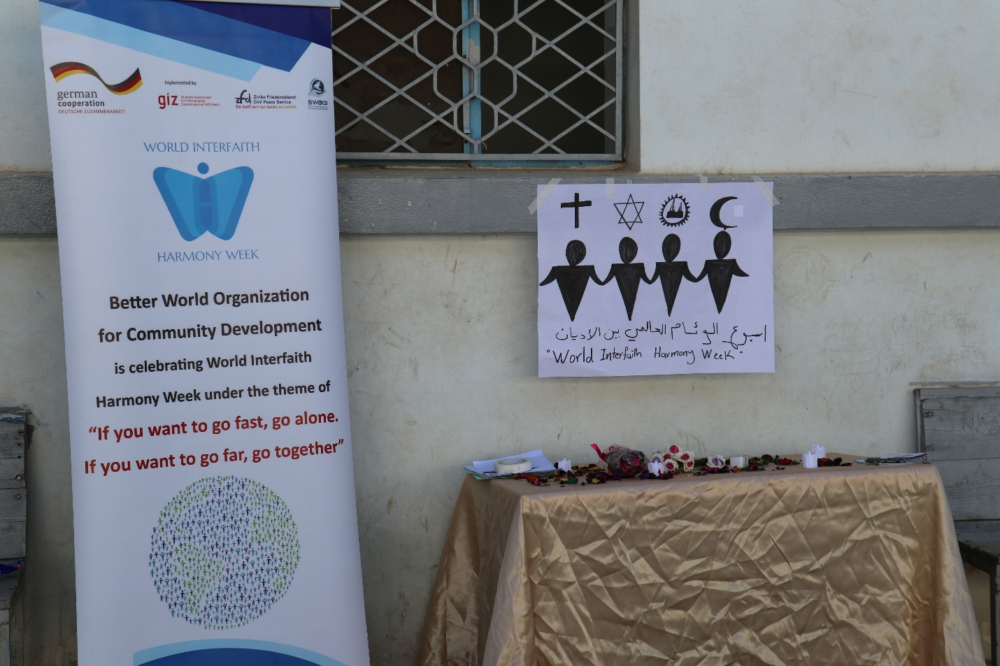 german
cooperation
DEUTSCHE ZUSAMMENARBEIT
Implemented by
giz Deutsche Gesellschaft
für Internationale
Zusammenarbeit (GIZ) GmbH
zfd Ziviler Friedensdienst
Civil Peace Service
We don't turn our backs on conflict.
BWOCD
WORLD INTERFAITH
HARMONY WEEK
Better World Organization
for Community Development
is celebrating World Interfaith
Harmony Week under the theme of
“If you want to go fast, go alone.
If you want to go far, go together”
اسبوع الوئام العالمي بين الأديان
"World Interfaith Harmony Week"